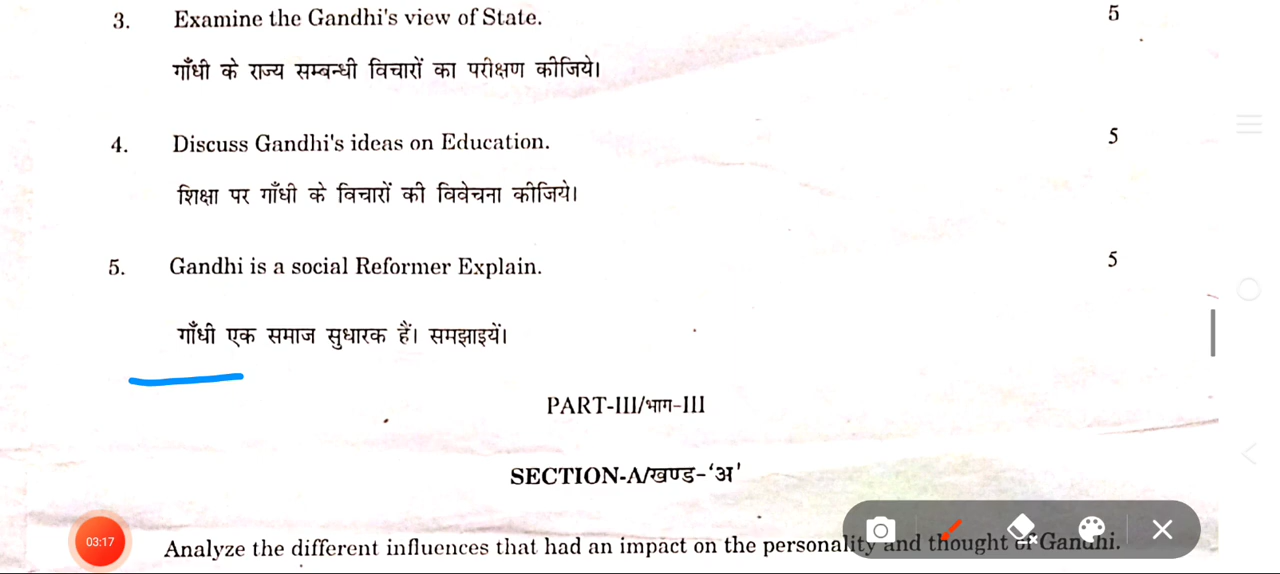 3. Examine the Gandhi's view of State. 5
गाँधी के राज्य सम्बन्धी विचारों का परीक्षण कीजिये।
4. Discuss Gandhi's ideas on Education. 5
शिक्षा पर गाँधी के विचारों की विवेचना कीजिये।
5. Gandhi is a social Reformer Explain. 5
गाँधी एक समाज सुधारक हैं। समझाइयें।
PART-III/भाग-III
SECTION-A/खण्ड-'अ'
Analyze the different influences that had an impact on the personality and thought of Gandhi.
03:17